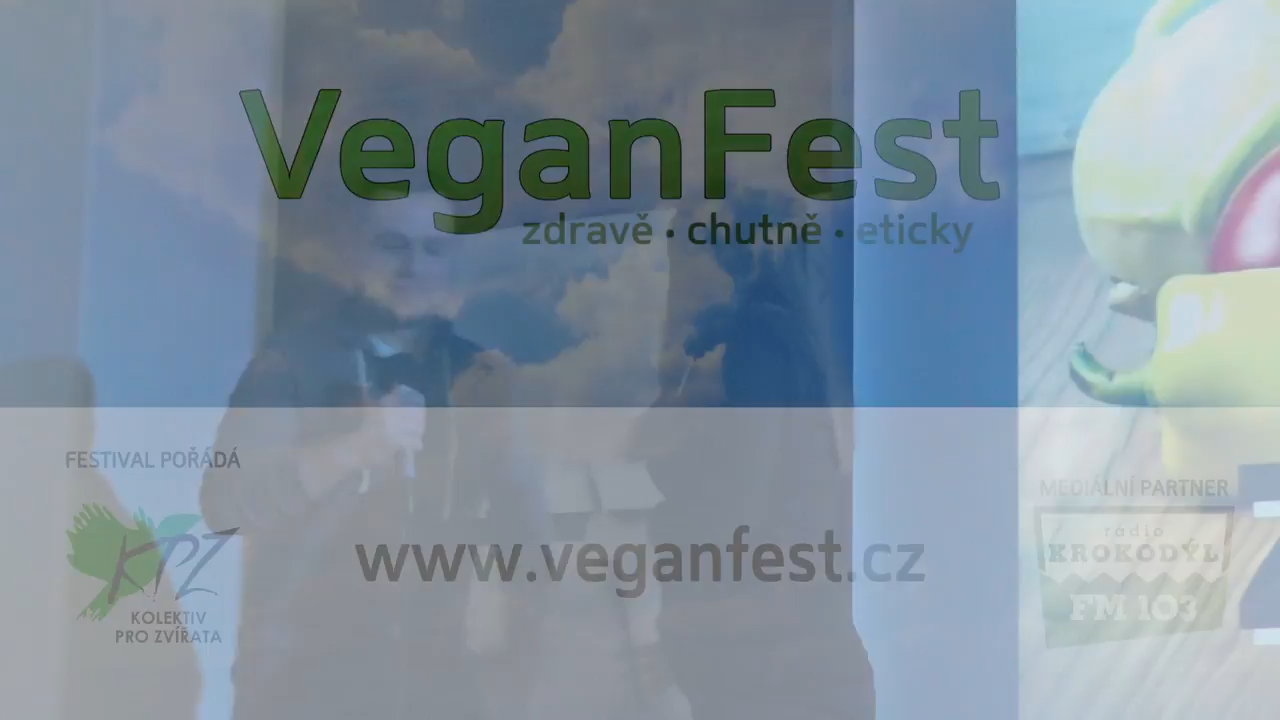 VeganFest
zdravě • chutně • eticky
FESTIVAL POŘÁDÁ
KPZ
KOLEKTIV
PRO ZVÍŘATA
www.veganfest.cz
MEDIÁLNÍ PARTNER
rádio
KROKODÝL
FM 103